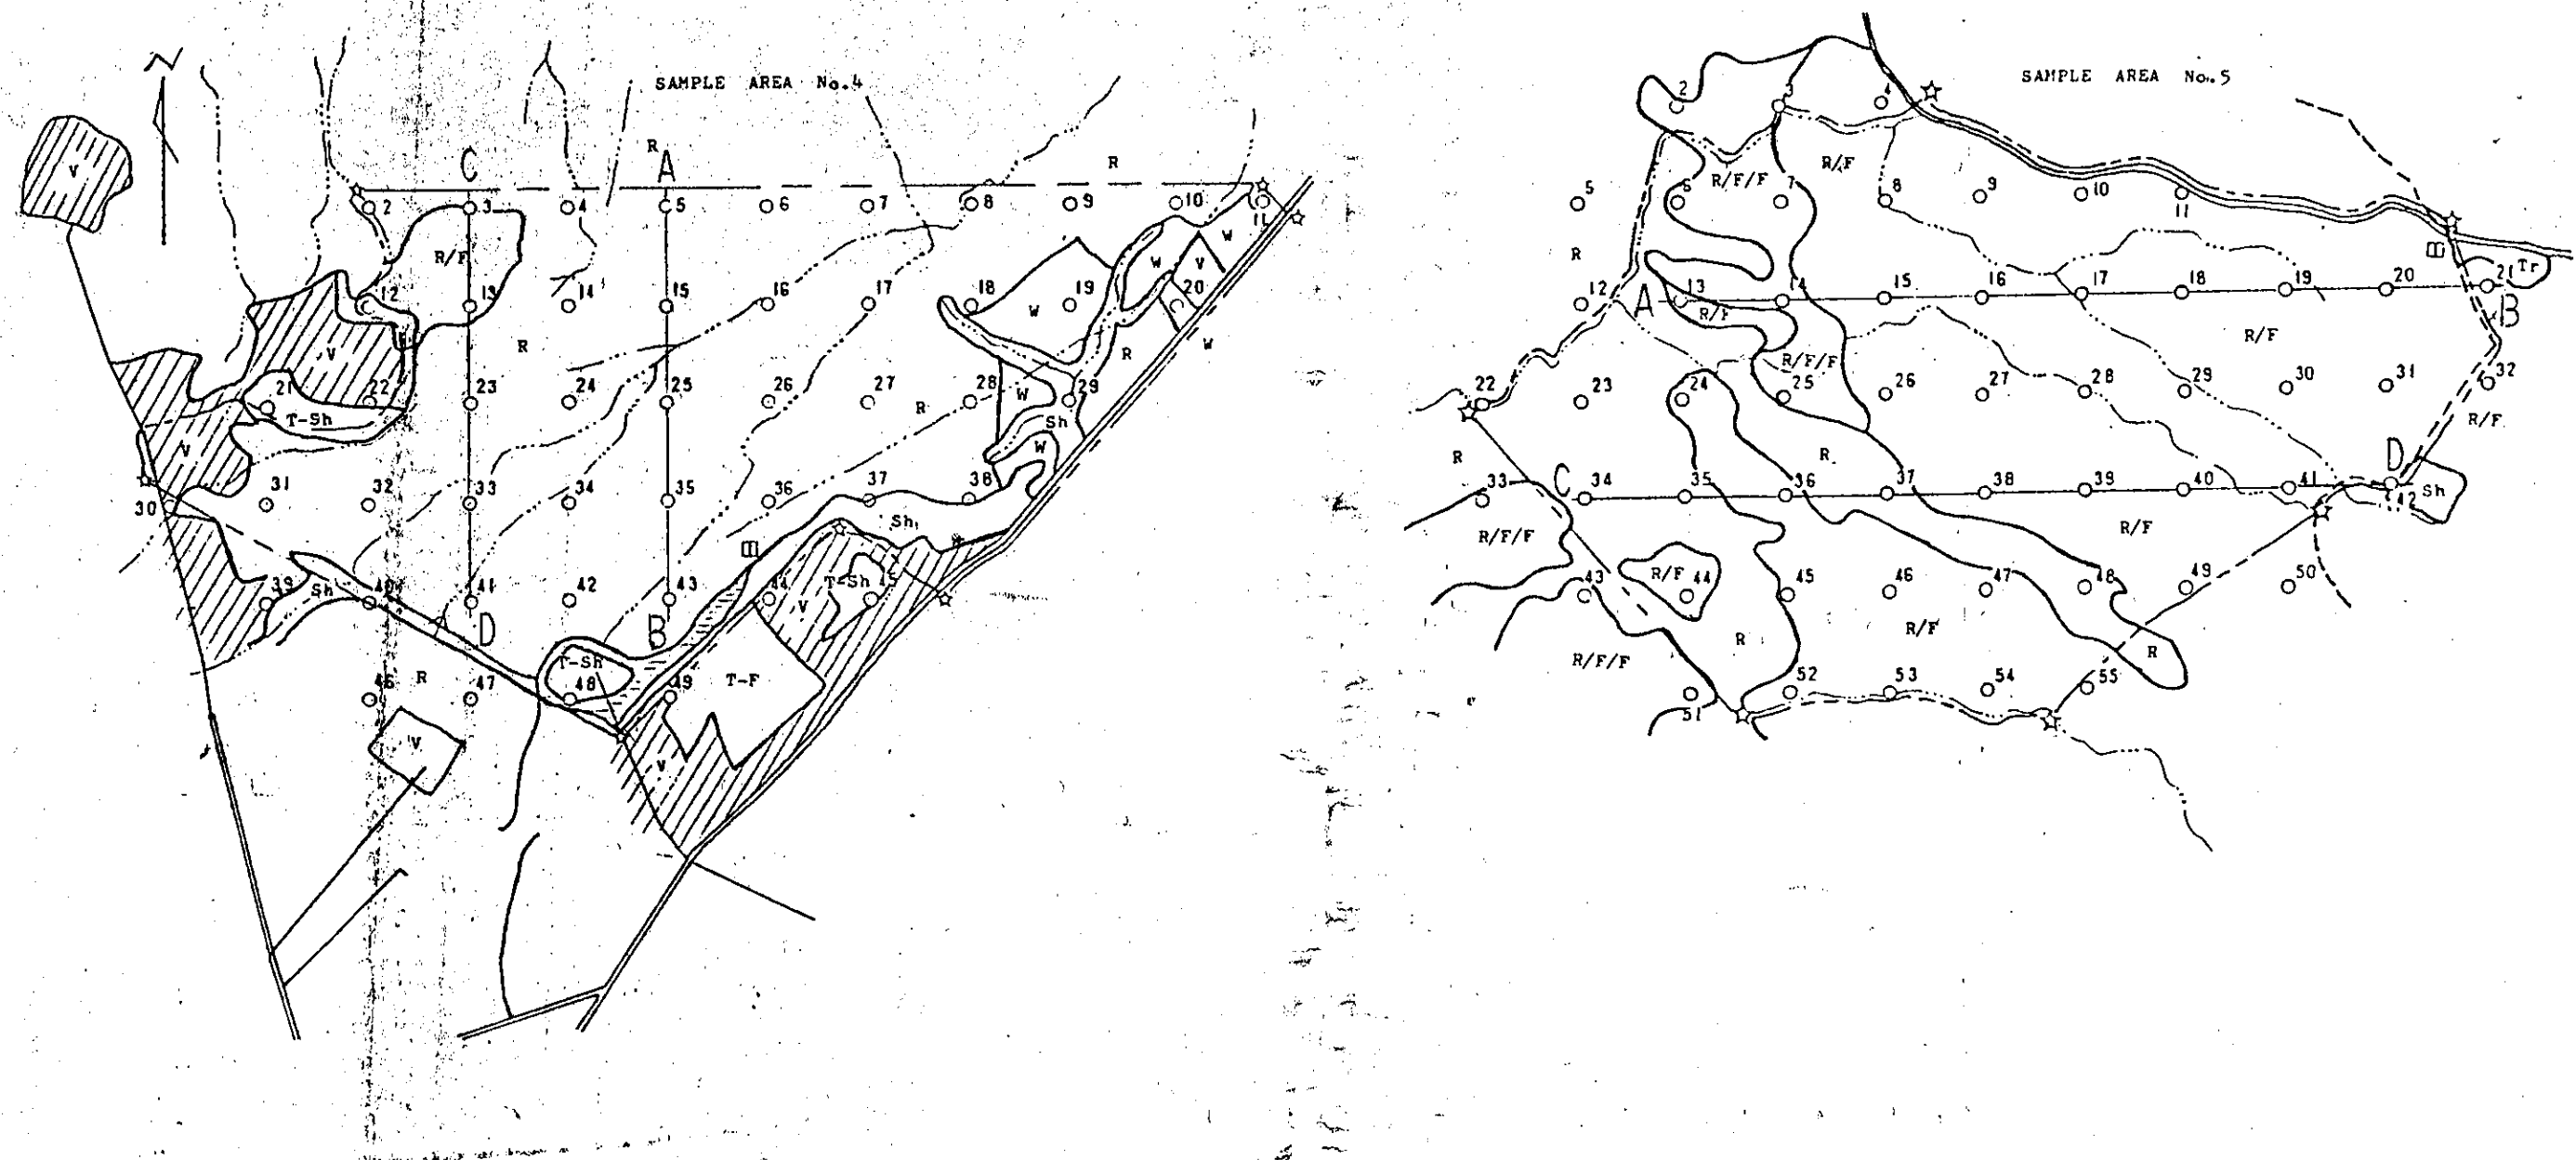 N
SAMPLE AREA No.4
V
R
R
C
A
2 3 4 5 6 7 8 9 10 11
R/F
W
W
V
12 13 14 15 16 17 18 19 20
W
R
R
W
V
21 22 23 24 25 26 27 28 29
R
W
T-Sh
Sh
V
W
30 31 32 33 34 35 36 37 38
Sh
39 40 41 42 43 44 45
Sh
T-Sh
V
D
B
T-Sh
R
T-F
46 47 48 49
V
V
SAMPLE AREA No.5
2 3 4
R/F
R/F/F
5 6 7 8 9 10 11
R
Tr
12 13 14 15 16 17 18 19 20 21
A
B
R/F
R/F
R/F/F
22 23 24 25 26 27 28 29 30 31 32
R/F
R
R
D
C
33 34 35 36 37 38 39 40 41 42
Sh
R/F/F
R/F
R/F
43 44 45 46 47 48 49 50
R/F
R
R
R/F/F
51 52 53 54 55